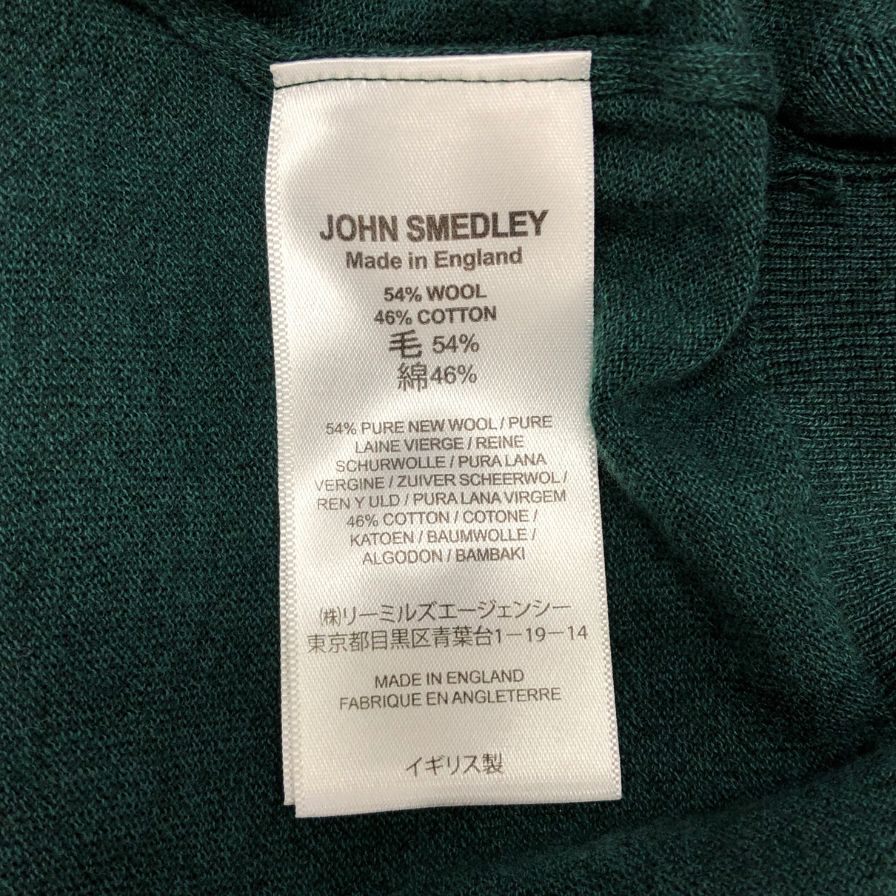 JOHN SMEDLEY
Made in England
54% WOOL
46% COTTON
毛 54%
綿46%
54% PURE NEW WOOL / PURE
LAINE VIERGE / REINE
SCHURWOLLE / PURA LANA
VERGINE / ZUIVER SCHEERWOL /
REN Y ULD / PURA LANA VIRGEM
46% COTTON / COTONE /
KATOEN / BAUMWOLLE /
ALGODON / BAMBAKI
㈱リーミルズエージェンシー
東京都目黒区青葉台1－19－14
MADE IN ENGLAND
FABRIQUE EN ANGLETERRE
イギリス製